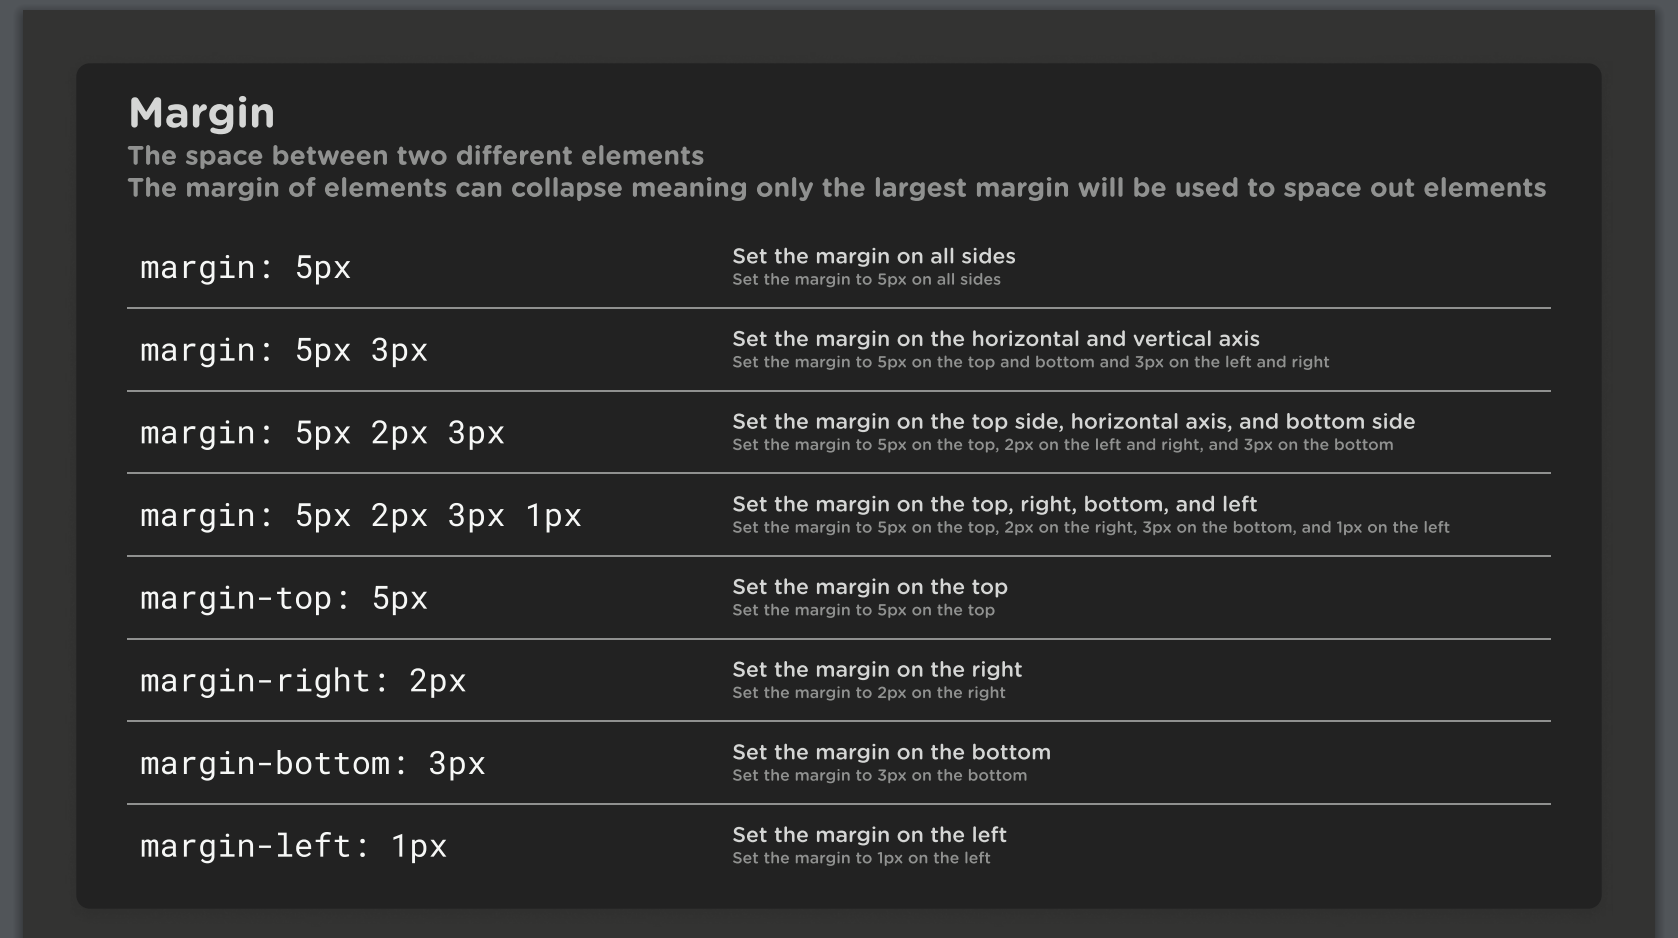 Margin
The space between two different elements
The margin of elements can collapse meaning only the largest margin will be used to space out elements
margin: 5px
Set the margin on all sides
Set the margin to 5px on all sides
margin: 5px 3px
Set the margin on the horizontal and vertical axis
Set the margin to 5px on the top and bottom and 3px on the left and right
margin: 5px 2px 3px
Set the margin on the top side, horizontal axis, and bottom side
Set the margin to 5px on the top, 2px on the left and right, and 3px on the bottom
margin: 5px 2px 3px 1px
Set the margin on the top, right, bottom, and left
Set the margin to 5px on the top, 2px on the right, 3px on the bottom, and 1px on the left
margin-top: 5px
Set the margin on the top
Set the margin to 5px on the top
margin-right: 2px
Set the margin on the right
Set the margin to 2px on the right
margin-bottom: 3px
Set the margin on the bottom
Set the margin to 3px on the bottom
margin-left: 1px
Set the margin on the left
Set the margin to 1px on the left